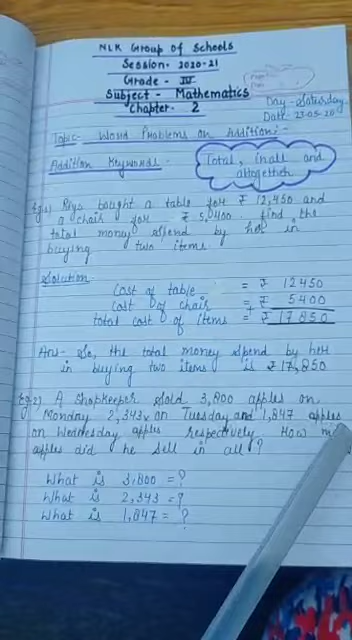 NLK Group of Schools
Session- 2020-21
Grade - IV
Subject - Mathematics
Chapter- 2
Day - Saturday
Date- 23-05-20
Topic- Word Problems on Addition:-
Addition Keywords-
Total, Inall and
altogether
Eg:1) Riya bought a table for ₹ 12,450 and
a chair for ₹ 5,400. find the
total money spend by her in
buying two items.
Solution-
Cost of table = ₹ 12450
cost of chair = + ₹ 5400
total cost of items = ₹ 17850
Ans- So, the total money spend by her
in buying two items is ₹ 17,850
Eg:2) A Shopkeeper sold 3,800 apples on
Monday 2,343 on Tuesday and 1,847 apples
on Wednesday apples respectively. How
apples did he sell in all?
What is 3,800 = ?
What is 2,343 = ?
What is 1,847 = ?